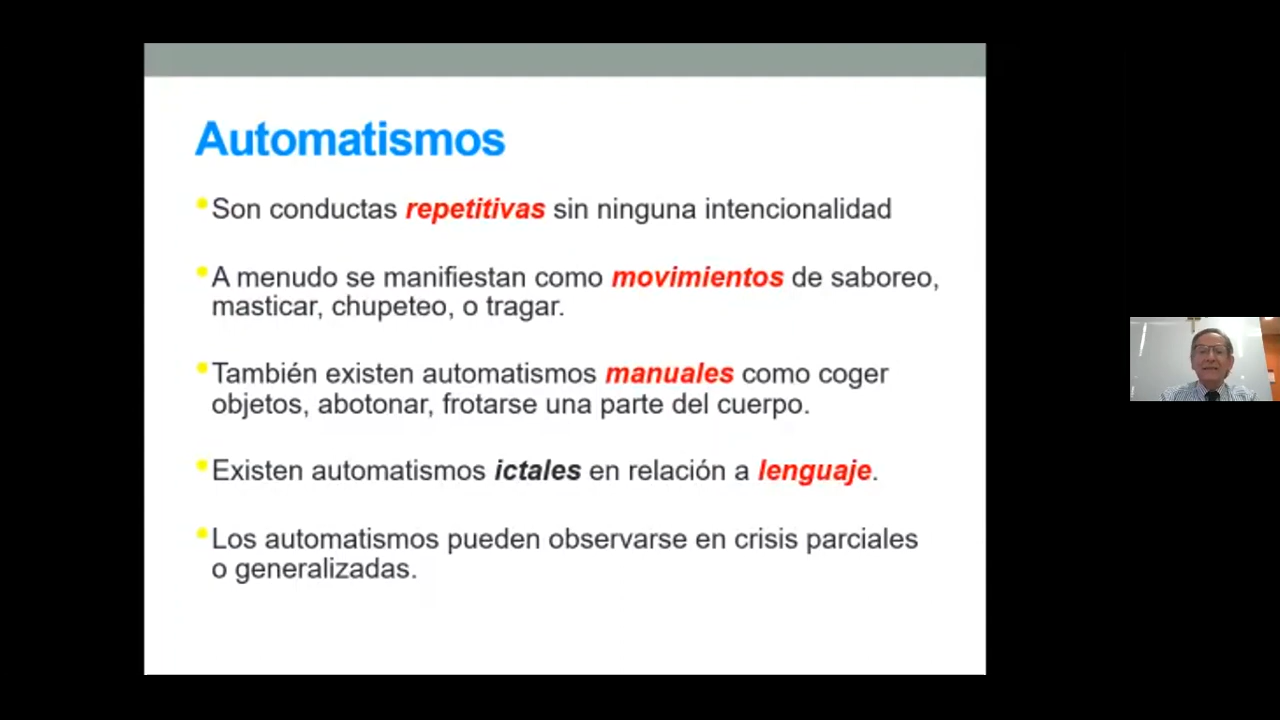 Automatismos
Son conductas repetitivas sin ninguna intencionalidad
A menudo se manifiestan como movimientos de saboreo,
masticar, chupeteo, o tragar.
También existen automatismos manuales como coger
objetos, abotonar, frotarse una parte del cuerpo.
Existen automatismos ictales en relación a lenguaje.
Los automatismos pueden observarse en crisis parciales
o generalizadas.